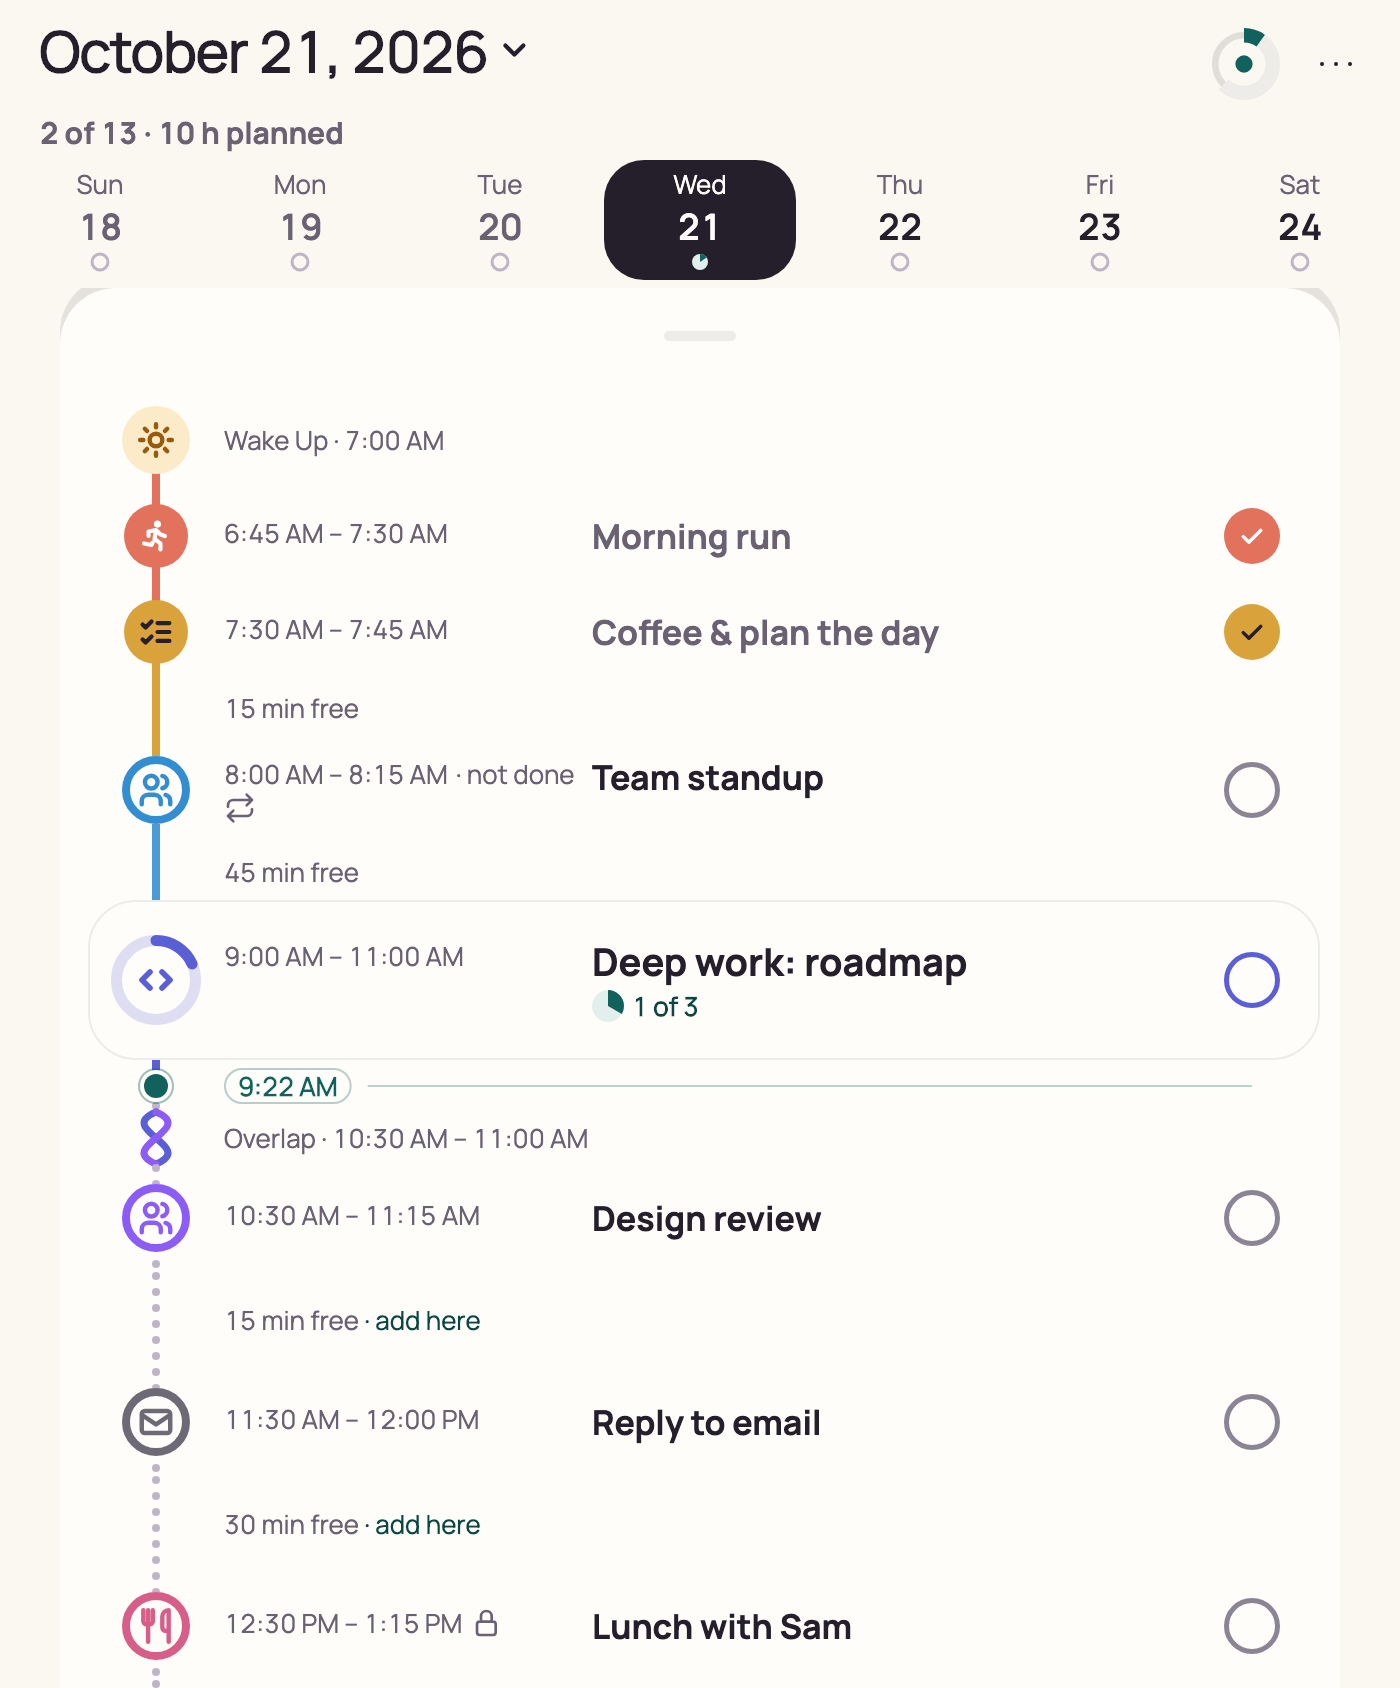 October 21, 2026
2 of 13 · 10 h planned
Sun Mon Tue Wed Thu Fri Sat
18 19 20 21 22 23 24
Wake Up · 7:00 AM
6:45 AM – 7:30 AM Morning run
7:30 AM – 7:45 AM Coffee & plan the day
15 min free
8:00 AM – 8:15 AM · not done Team standup
45 min free
9:00 AM – 11:00 AM Deep work: roadmap
1 of 3
9:22 AM
Overlap · 10:30 AM – 11:00 AM
10:30 AM – 11:15 AM Design review
15 min free · add here
11:30 AM – 12:00 PM Reply to email
30 min free · add here
12:30 PM – 1:15 PM Lunch with Sam